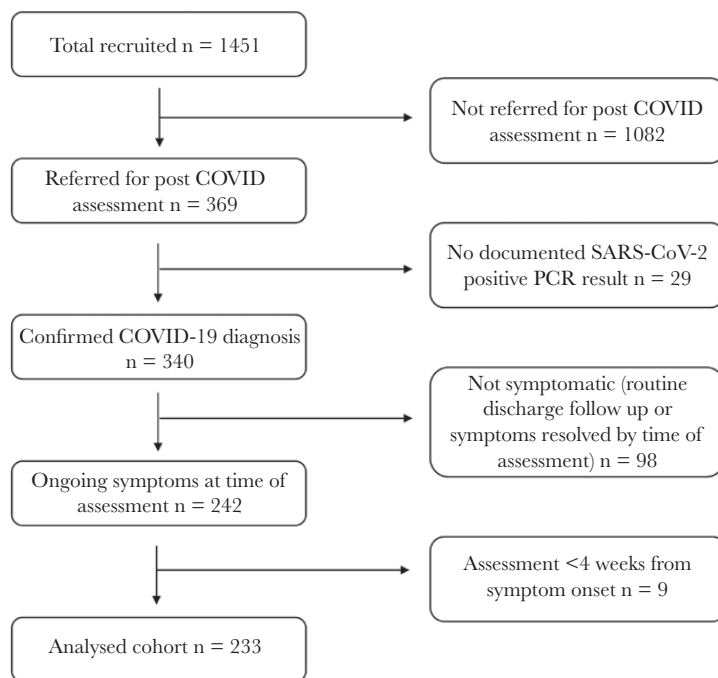 Total recruited n = 1451
Not referred for post COVID
assessment n = 1082
Referred for post COVID
assessment n = 369
No documented SARS-CoV-2
positive PCR result n = 29
Confirmed COVID-19 diagnosis
n = 340
Not symptomatic (routine
discharge follow up or
symptoms resolved by time of
assessment) n = 98
Ongoing symptoms at time of
assessment n = 242
Assessment <4 weeks from
symptom onset n = 9
Analysed cohort n = 233